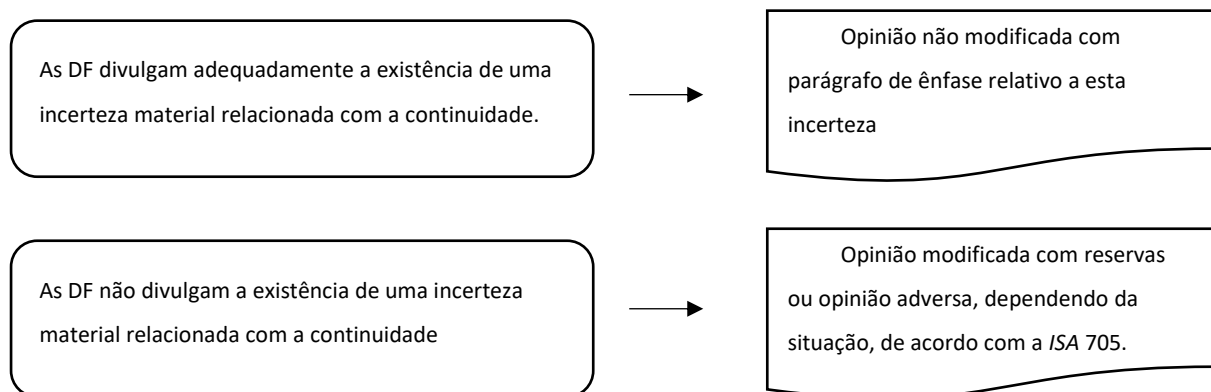 As DF divulgam adequadamente a existência de uma
incerteza material relacionada com a continuidade.
Opinião não modificada com
parágrafo de ênfase relativo a esta
incerteza
As DF não divulgam a existência de uma incerteza
material relacionada com a continuidade
Opinião modificada com reservas
ou opinião adversa, dependendo da
situação, de acordo com a ISA 705.